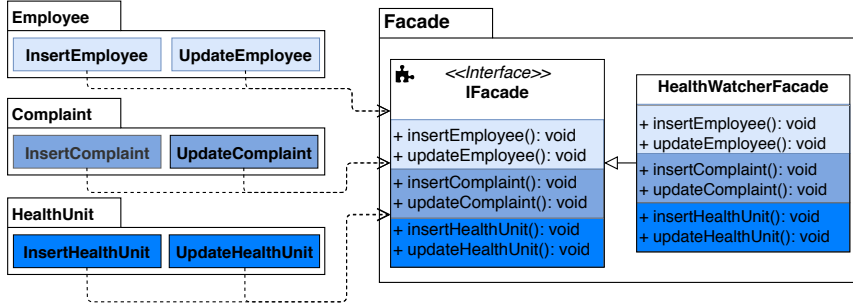 Employee
InsertEmployee
UpdateEmployee
Complaint
InsertComplaint
UpdateComplaint
HealthUnit
InsertHealthUnit
UpdateHealthUnit
Facade
<<Interface>>
IFacade
+ insertEmployee(): void
+ updateEmployee(): void
+ insertComplaint(): void
+ updateComplaint(): void
+ insertHealthUnit(): void
+ updateHealthUnit(): void
HealthWatcherFacade
+ insertEmployee(): void
+ updateEmployee(): void
+ insertComplaint(): void
+ updateComplaint(): void
+ insertHealthUnit(): void
+ updateHealthUnit(): void